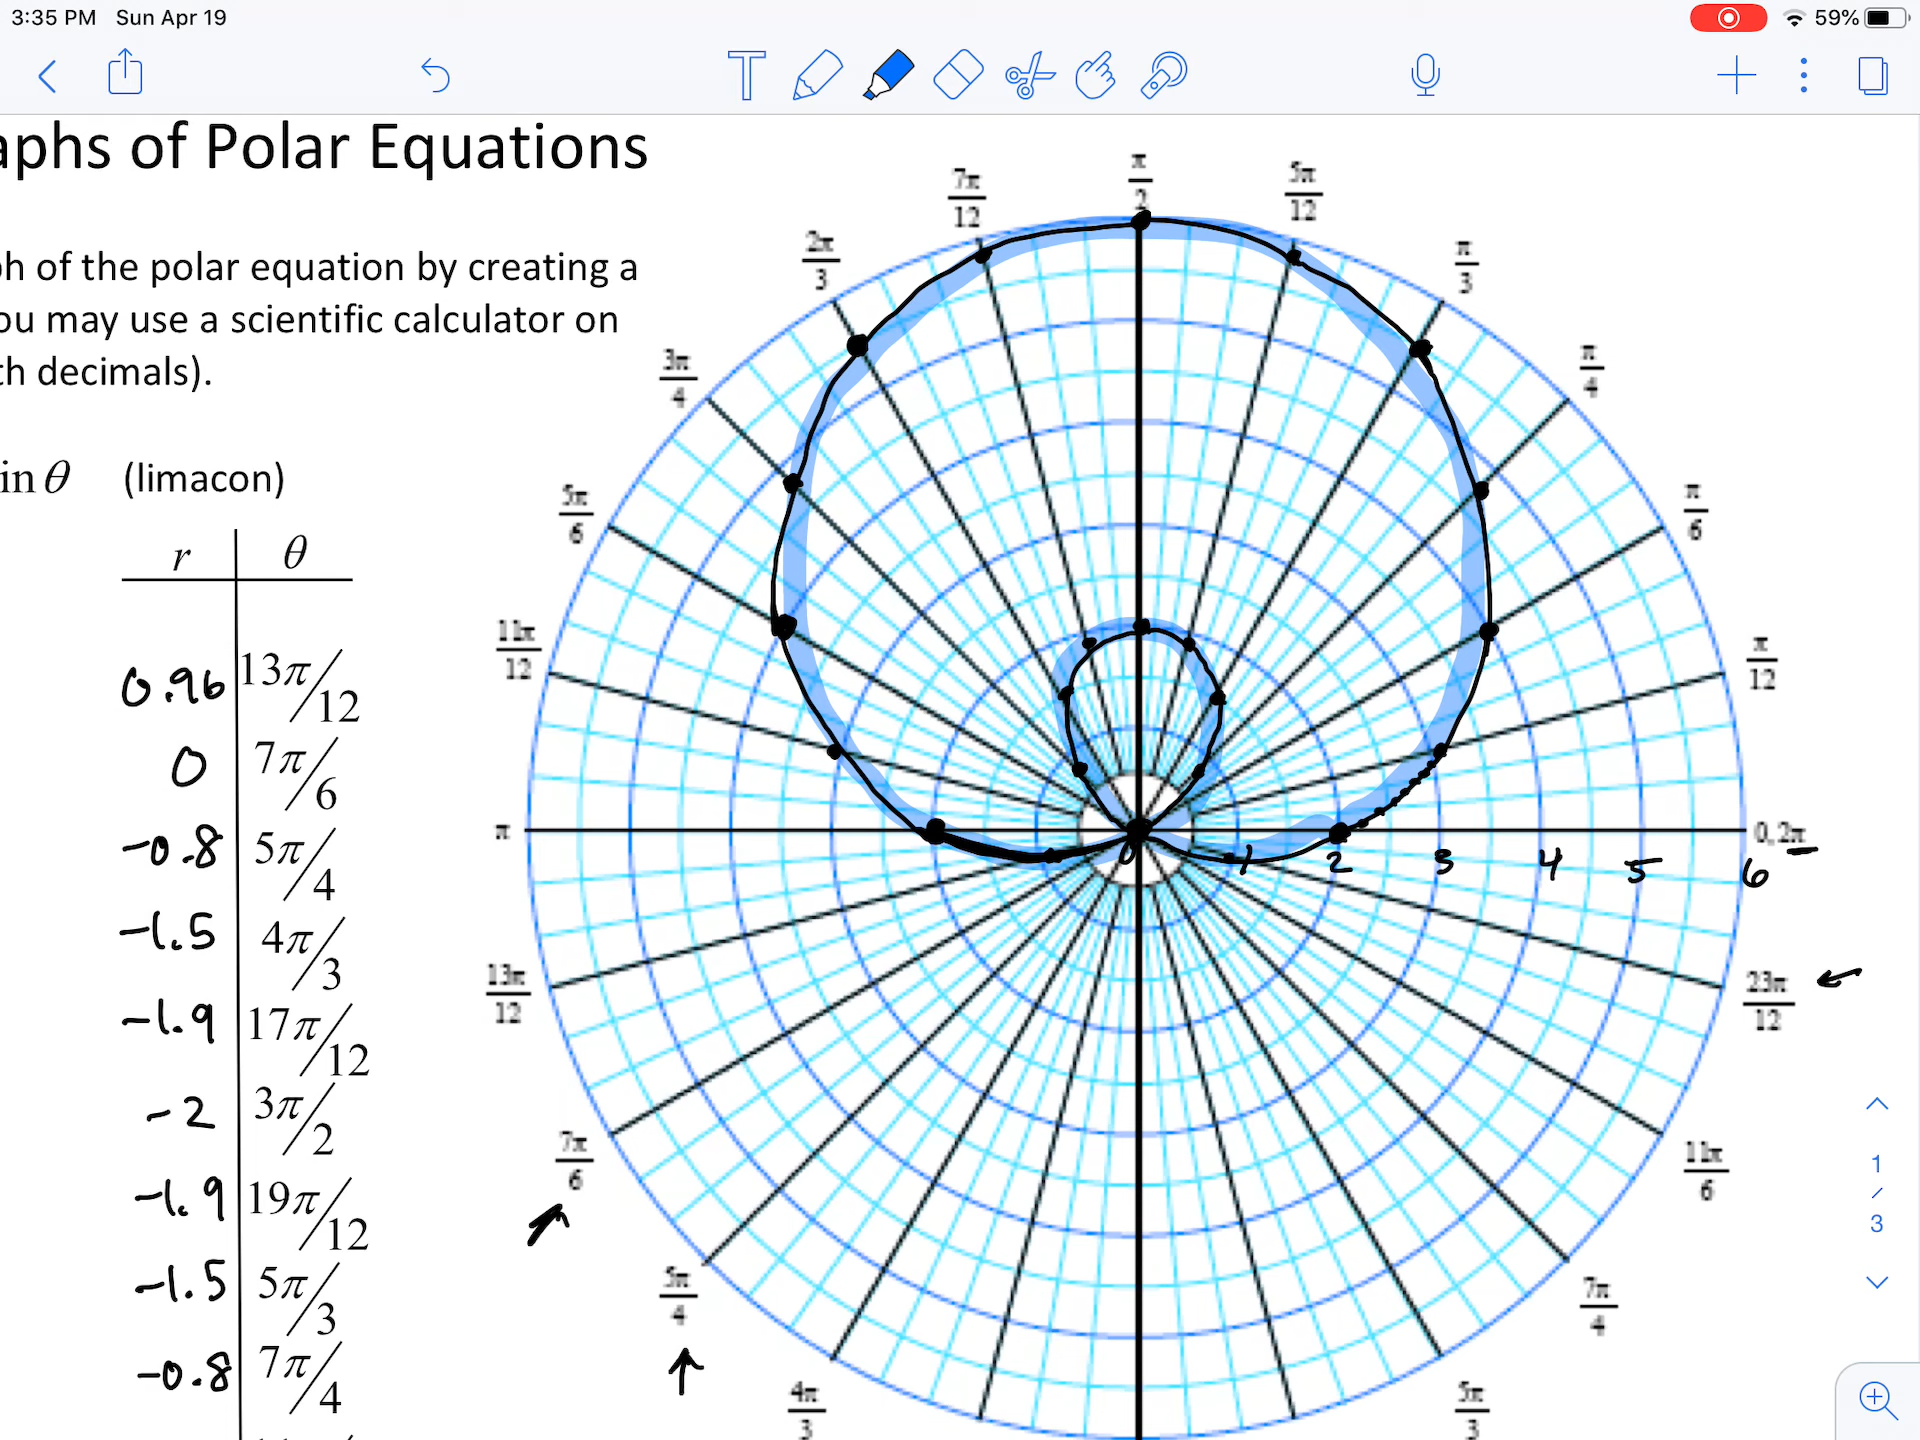 3:35 PM Sun Apr 19
59%
T
aphs of Polar Equations
ph of the polar equation by creating a
ou may use a scientific calculator on
th decimals).
in θ (limacon)
r θ
0.96 13π/12
0 7π/6
-0.8 5π/4
-1.5 4π/3
-1.9 17π/12
-2 3π/2
-1.9 19π/12
-1.5 5π/3
-0.8 7π/4
π/2
7π/12
5π/12
2π/3
π/3
3π/4
π/4
5π/6
π/6
11π/12
π/12
π
0, 2π
0 1 2 3 4 5 6
13π/12
23π/12
7π/6
11π/6
5π/4
7π/4
4π/3
5π/3
1
/
3